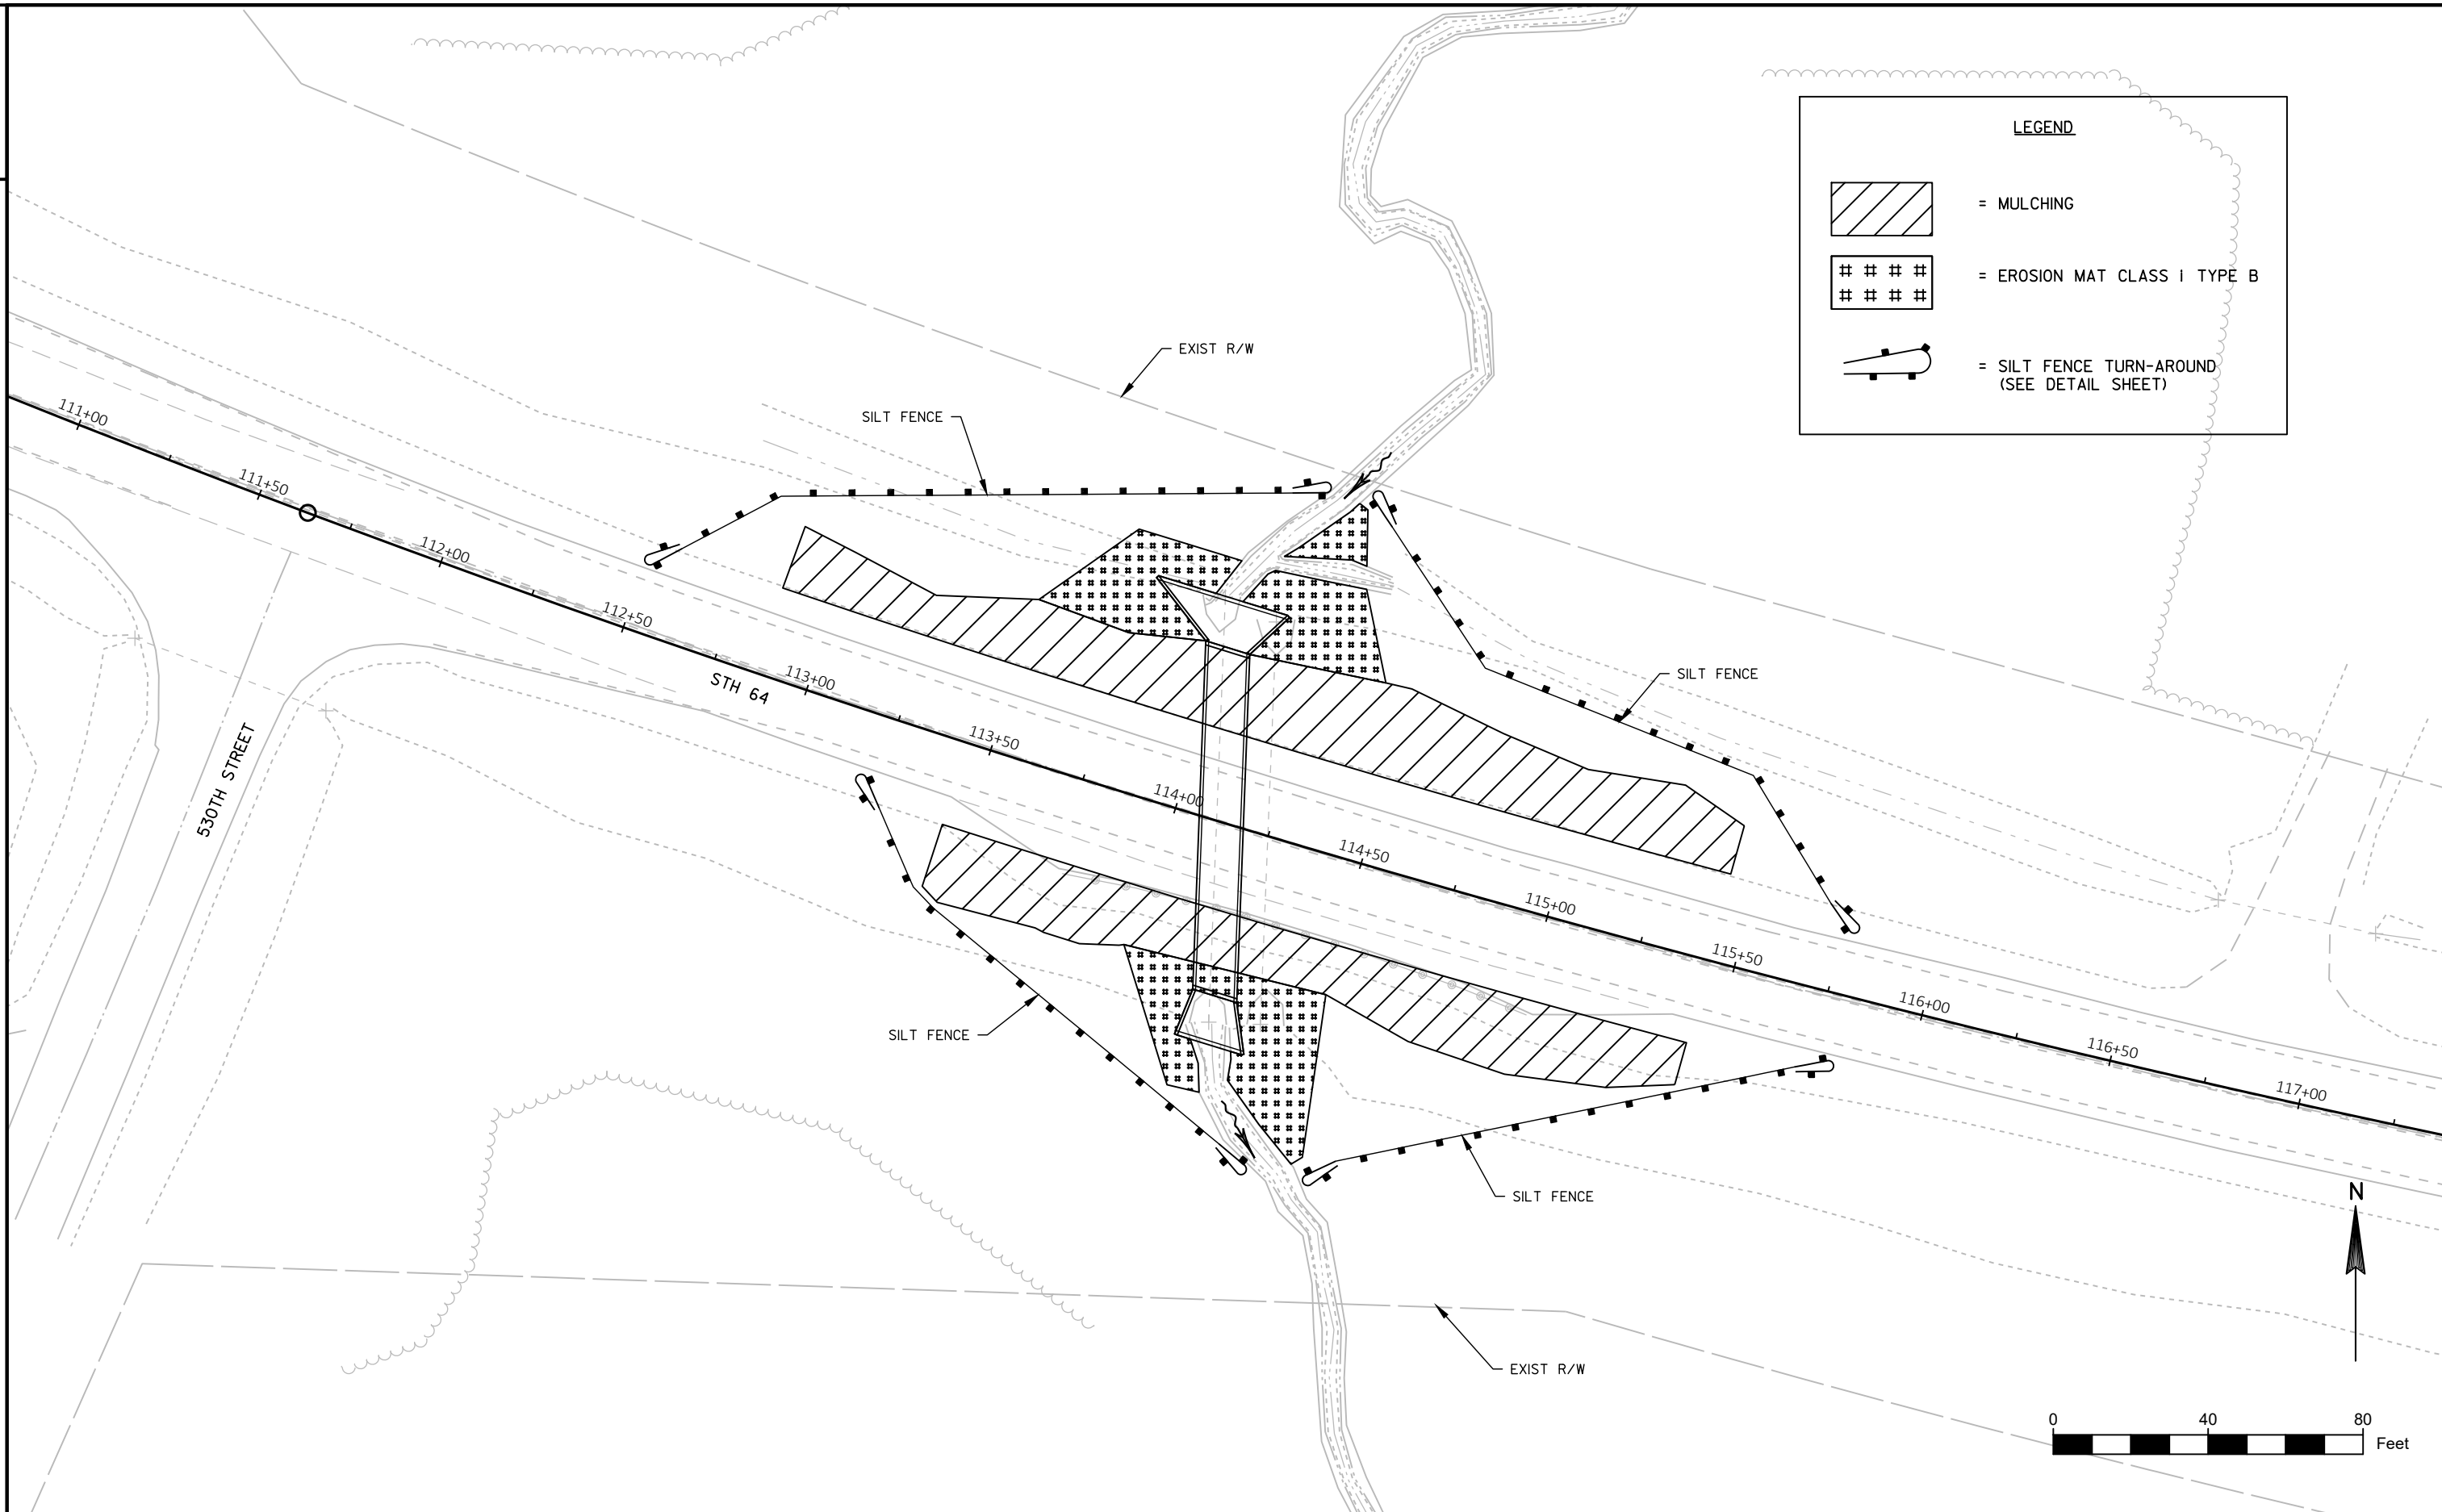 LEGEND
= MULCHING
= EROSION MAT CLASS I TYPE B
= SILT FENCE TURN-AROUND
(SEE DETAIL SHEET)
EXIST R/W
SILT FENCE
111+00
111+50
112+00
112+50
113+00
113+50
114+00
114+50
115+00
115+50
116+00
116+50
117+00
STH 64
530TH STREET
SILT FENCE
SILT FENCE
SILT FENCE
EXIST R/W
N
0 40 80
Feet